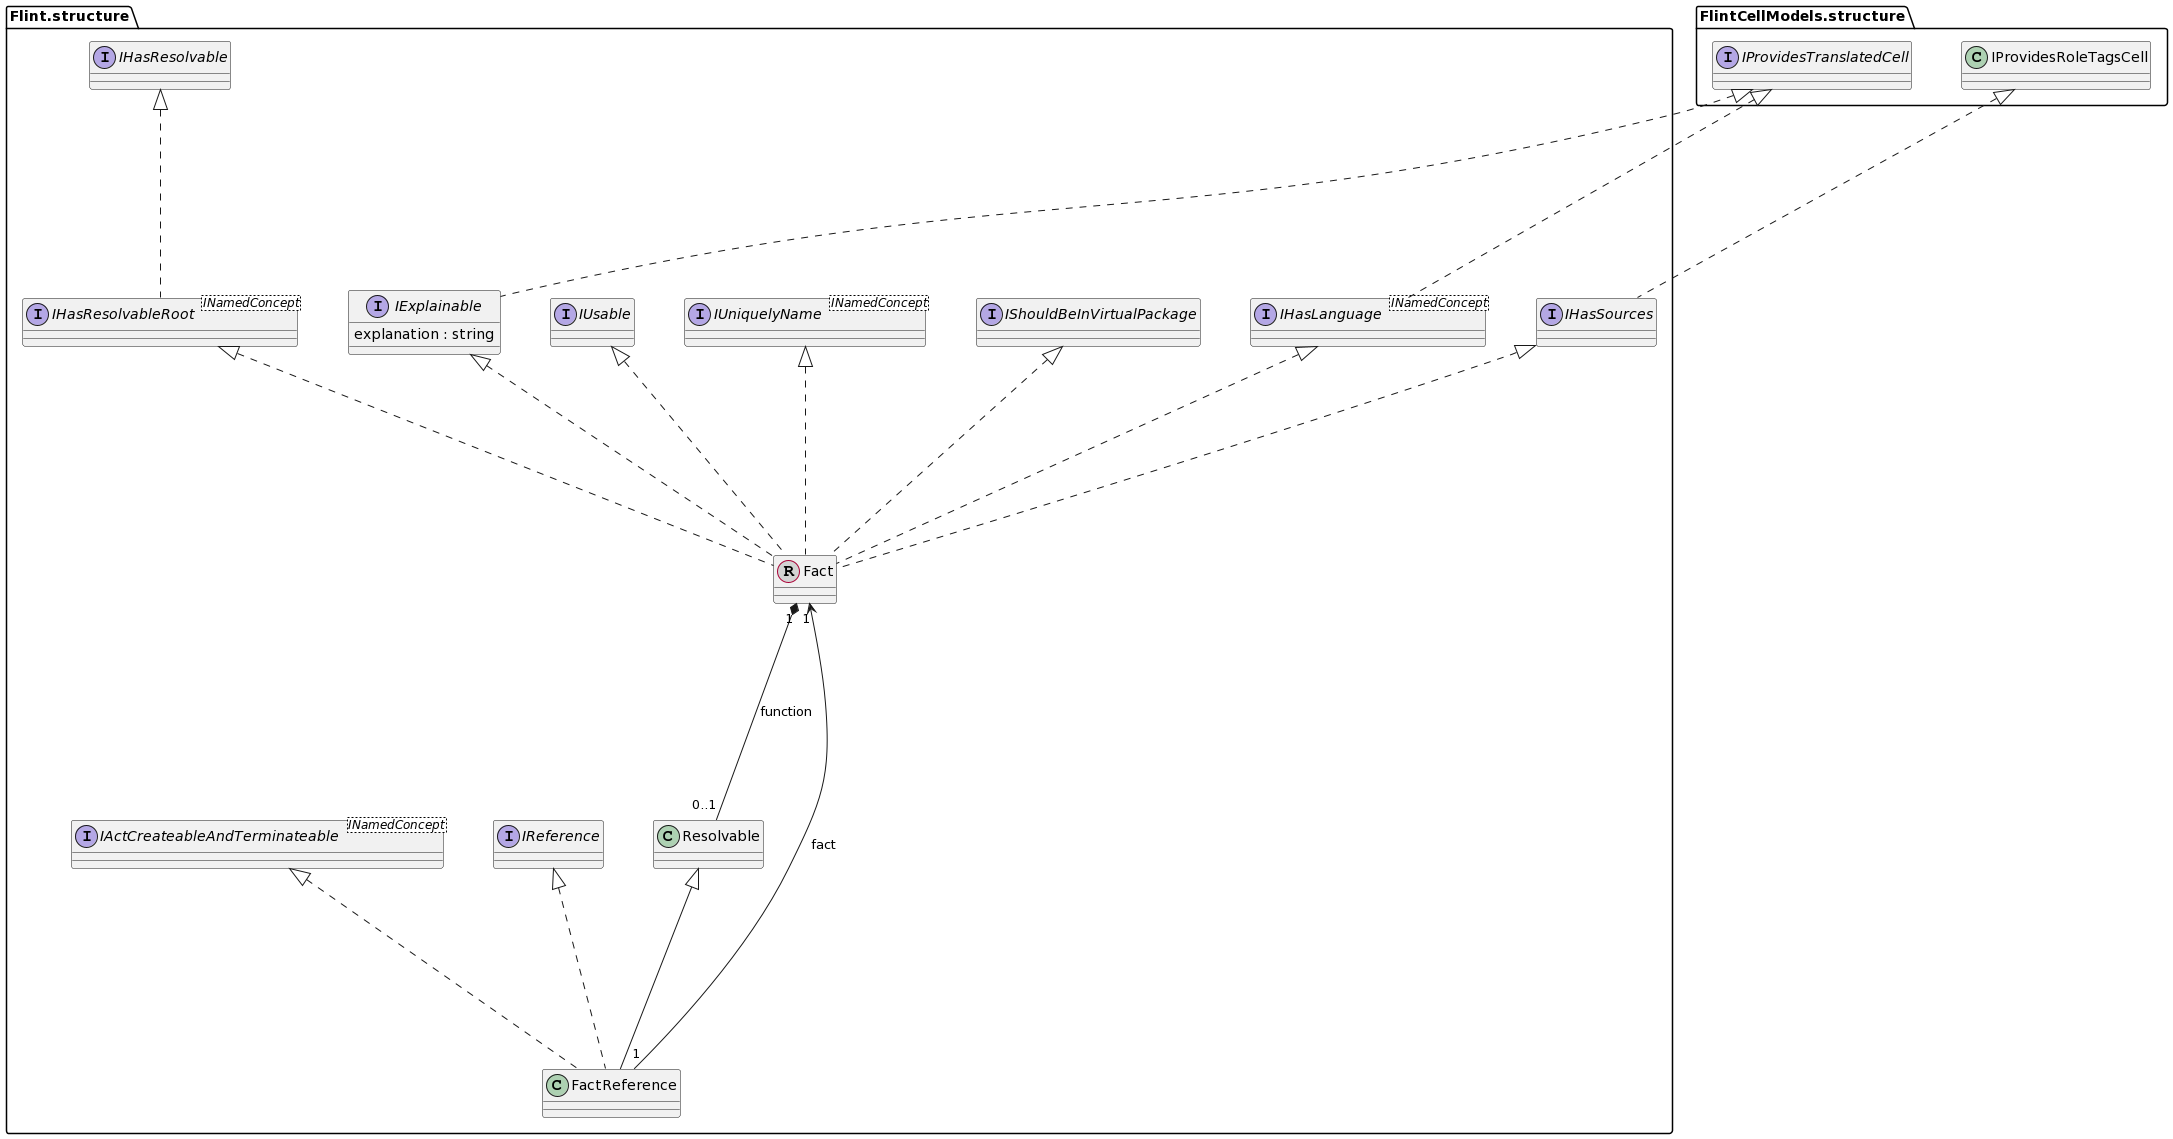 Flint.structure
FlintCellModels.structure
I IHasResolvable
I IProvidesTranslatedCell
C IProvidesRoleTagsCell
I IHasResolvableRoot INamedConcept
I IExplainable
explanation : string
I IUsable
I IUniquelyName INamedConcept
I IShouldBeInVirtualPackage
I IHasLanguage INamedConcept
I IHasSources
R Fact
1
1
function
0..1
fact
I IActCreateableAndTerminateable INamedConcept
I IReference
C Resolvable
1
C FactReference